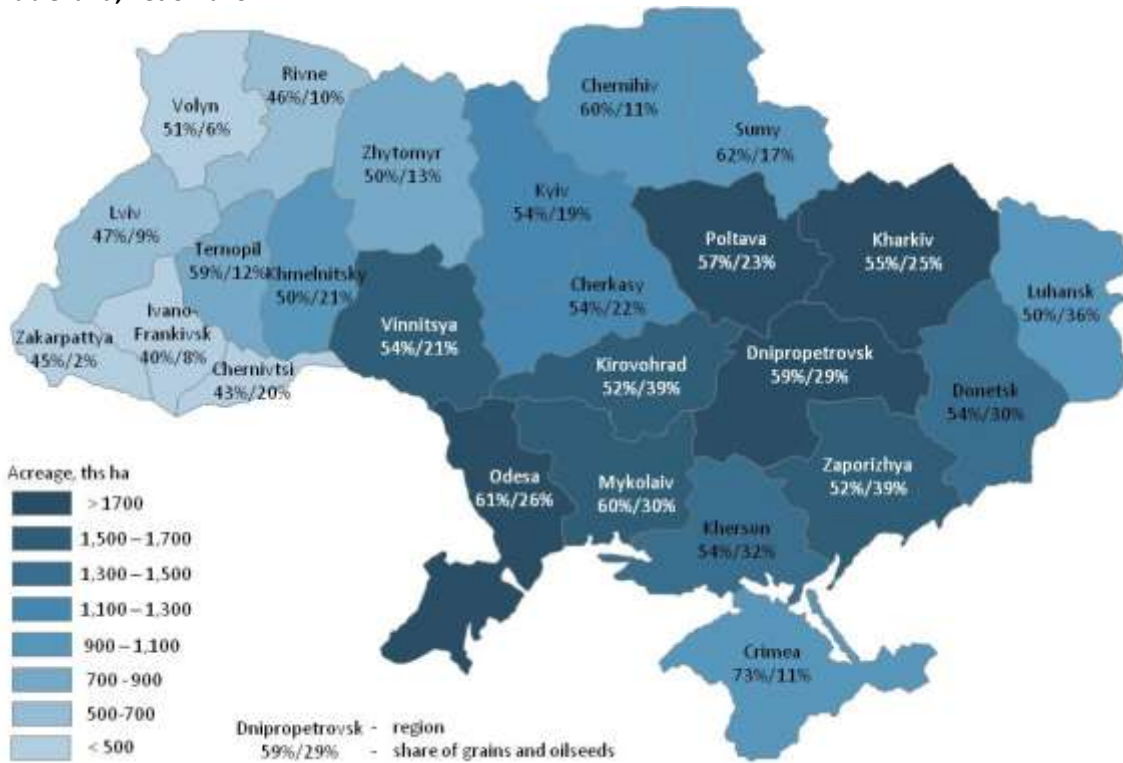 Rivne
46%/10%
Volyn
51%/6%
Chernihiv
60%/11%
Sumy
62%/17%
Zhytomyr
50%/13%
Kyiv
54%/19%
Lviv
47%/9%
Ternopil
59%/12%
Khmelnitsky
50%/21%
Poltava
57%/23%
Kharkiv
55%/25%
Cherkasy
54%/22%
Luhansk
50%/36%
Ivano-
Frankivsk
40%/8%
Zakarpattya
45%/2%
Chernivtsi
43%/20%
Vinnitsya
54%/21%
Kirovohrad
52%/39%
Dnipropetrovsk
59%/29%
Donetsk
54%/30%
Odesa
61%/26%
Mykolaiv
60%/30%
Zaporizhya
52%/39%
Kherson
54%/32%
Crimea
73%/11%
Acreage, ths ha
> 1700
1,500 – 1,700
1,300 – 1,500
1,100 – 1,300
900 – 1,100
700 - 900
500-700
< 500
Dnipropetrovsk - region
59%/29% - share of grains and oilseeds